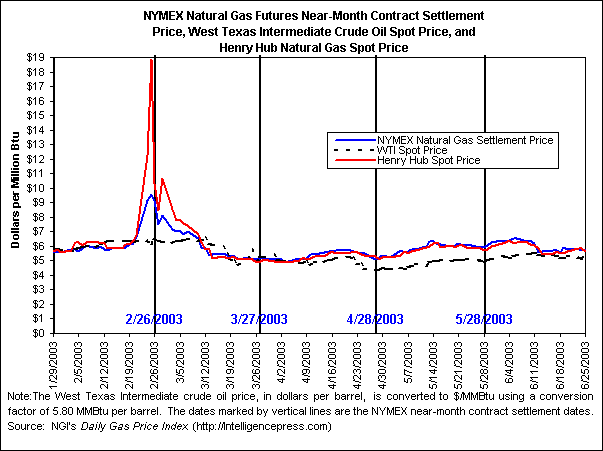 NYMEX Natural Gas Futures Near-Month Contract Settlement
Price, West Texas Intermediate Crude Oil Spot Price, and
Henry Hub Natural Gas Spot Price
Dollars per Million Btu
$19
$18
$17
$16
$15
$14
$13
$12
$11
$10
$9
$8
$7
$6
$5
$4
$3
$2
$1
$0
NYMEX Natural Gas Settlement Price
WTI Spot Price
Henry Hub Spot Price
2/26/2003 3/27/2003 4/28/2003 5/28/2003
1/29/2003 2/5/2003 2/12/2003 2/19/2003 2/26/2003 3/5/2003 3/12/2003 3/19/2003 3/26/2003 4/2/2003 4/9/2003 4/16/2003 4/23/2003 4/30/2003 5/7/2003 5/14/2003 5/21/2003 5/28/2003 6/4/2003 6/11/2003 6/18/2003 6/25/2003
Note:The West Texas Intermediate crude oil price, in dollars per barrel, is converted to $/MMBtu using a conversion
factor of 5.80 MMBtu per barrel. The dates marked by vertical lines are the NYMEX near-month contract settlement dates.
Source: NGI's Daily Gas Price Index (http://Intelligencepress.com)